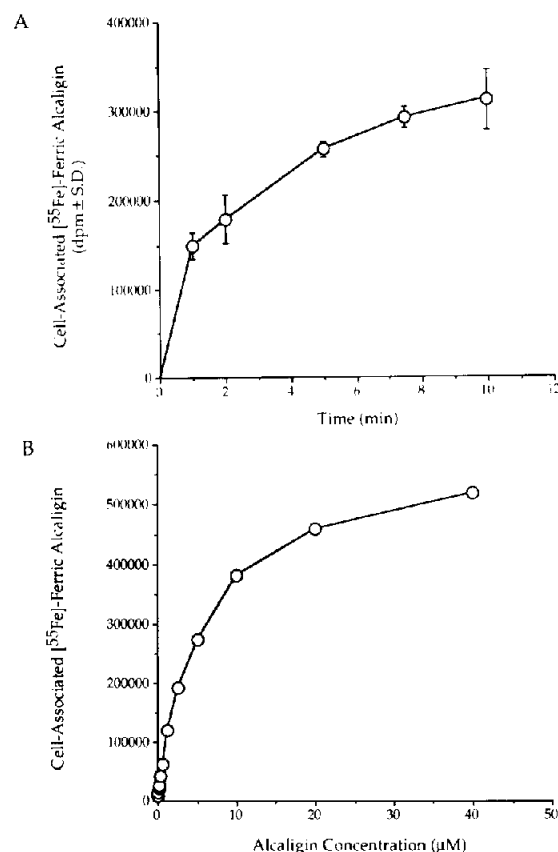 A
400000
300000
200000
100000
0
0 2 4 6 8 10 12
Cell-Associated [55Fe]-Ferric Alcaligin
(dpm ± S.D.)
Time (min)
B
600000
500000
400000
300000
200000
100000
0
0 10 20 30 40 50
Cell-Associated [55Fe]-Ferric Alcaligin
Alcaligin Concentration (µM)